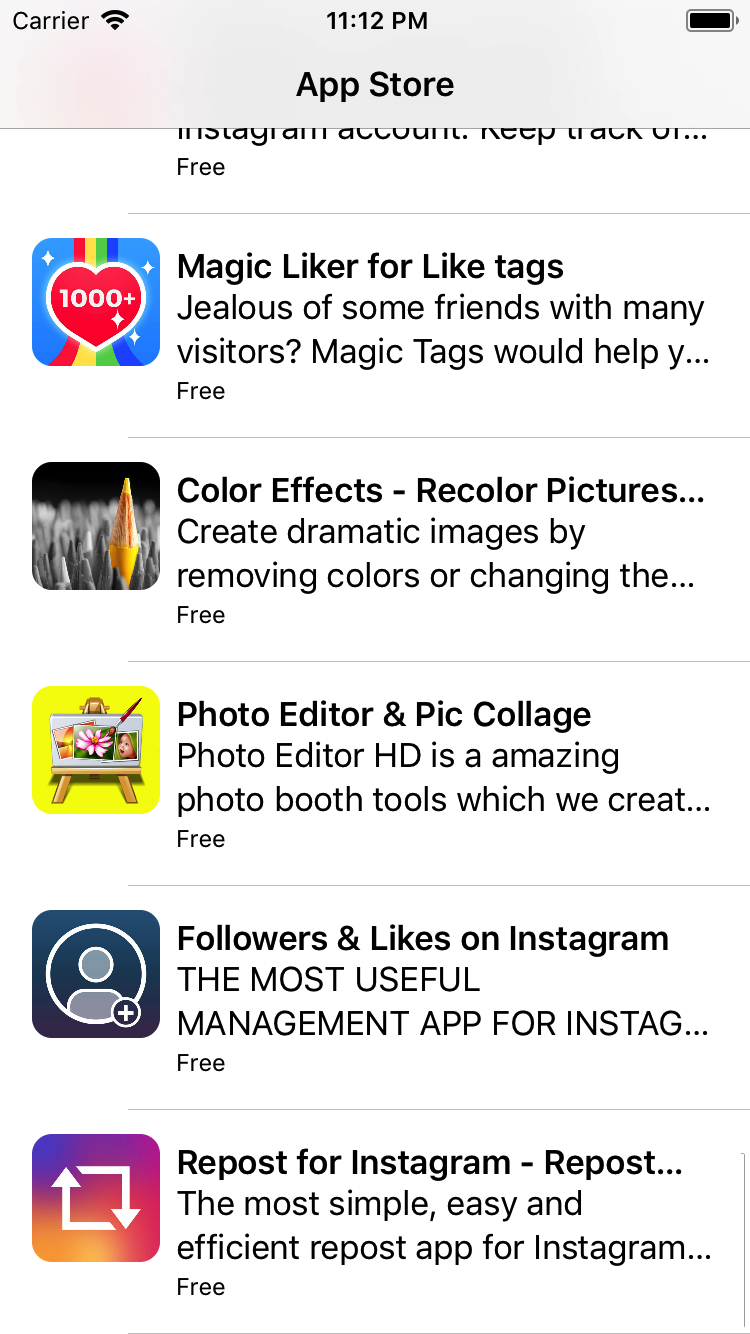 Carrier 11:12 PM
App Store
Instagram account. Keep track of...
Free
Magic Liker for Like tags
1000+
Jealous of some friends with many
visitors? Magic Tags would help y...
Free
Color Effects - Recolor Pictures...
Create dramatic images by
removing colors or changing the...
Free
Photo Editor & Pic Collage
Photo Editor HD is a amazing
photo booth tools which we creat...
Free
Followers & Likes on Instagram
THE MOST USEFUL
MANAGEMENT APP FOR INSTAG...
Free
Repost for Instagram - Repost...
The most simple, easy and
efficient repost app for Instagram...
Free